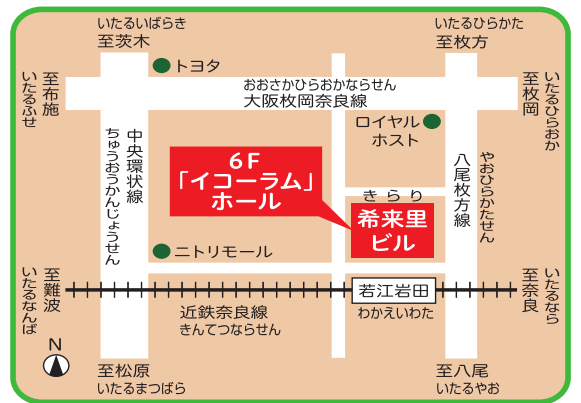 いたるいばらき
至茨木
いたるひらかた
至枚方
トヨタ
おおさかひらおかならせん
大阪枚岡奈良線
至布施
いたるふせ
至枚岡
いたるひらおか
ロイヤル
ホスト
中央環状線
ちゅうおうかんじょうせん
6F
「イコーラム」
ホール
きらり
希来里
ビル
八尾枚方線
やおひらかたせん
ニトリモール
至難波
いたるなんば
若江岩田
わかえいわた
至奈良
いたるなら
近鉄奈良線
きんてつならせん
N
至松原
いたるまつばら
至八尾
いたるやお